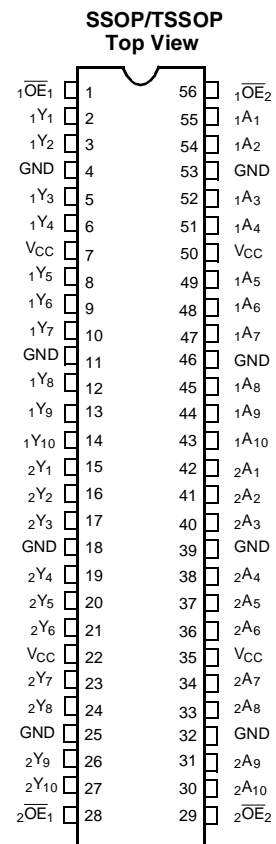 SSOP/TSSOP
Top View
1OE1 1 56 1OE2
1Y1 2 55 1A1
1Y2 3 54 1A2
GND 4 53 GND
1Y3 5 52 1A3
1Y4 6 51 1A4
VCC 7 50 VCC
1Y5 8 49 1A5
1Y6 9 48 1A6
1Y7 10 47 1A7
GND 11 46 GND
1Y8 12 45 1A8
1Y9 13 44 1A9
1Y10 14 43 1A10
2Y1 15 42 2A1
2Y2 16 41 2A2
2Y3 17 40 2A3
GND 18 39 GND
2Y4 19 38 2A4
2Y5 20 37 2A5
2Y6 21 36 2A6
VCC 22 35 VCC
2Y7 23 34 2A7
2Y8 24 33 2A8
GND 25 32 GND
2Y9 26 31 2A9
2Y10 27 30 2A10
2OE1 28 29 2OE2